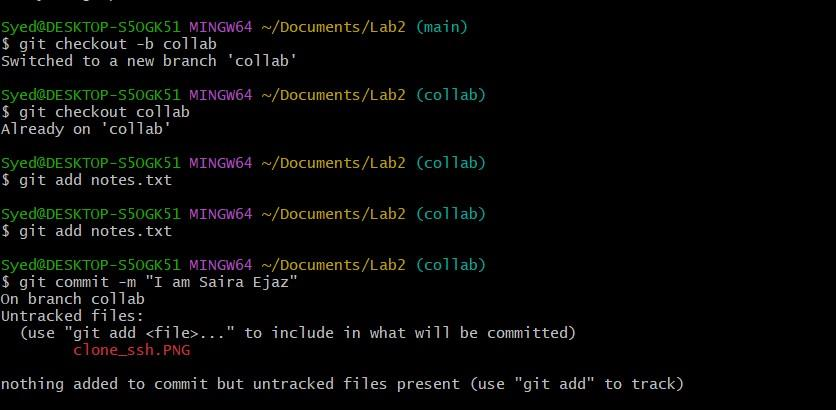 Syed@DESKTOP-S5OGK51 MINGW64 ~/Documents/Lab2 (main)
$ git checkout -b collab
Switched to a new branch 'collab'
Syed@DESKTOP-S5OGK51 MINGW64 ~/Documents/Lab2 (collab)
$ git checkout collab
Already on 'collab'
Syed@DESKTOP-S5OGK51 MINGW64 ~/Documents/Lab2 (collab)
$ git add notes.txt
Syed@DESKTOP-S5OGK51 MINGW64 ~/Documents/Lab2 (collab)
$ git add notes.txt
Syed@DESKTOP-S5OGK51 MINGW64 ~/Documents/Lab2 (collab)
$ git commit -m "I am Saira Ejaz"
On branch collab
Untracked files:
  (use "git add <file>..." to include in what will be committed)
        clone_ssh.PNG
nothing added to commit but untracked files present (use "git add" to track)